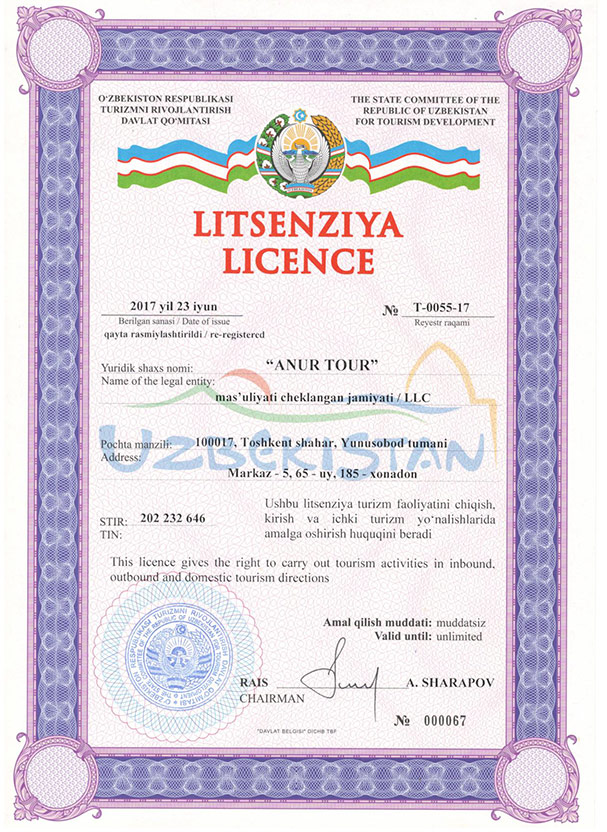 O‘ZBEKISTON RESPUBLIKASI
TURIZMNI RIVOJLANTIRISH
DAVLAT QO‘MITASI
THE STATE COMMITTEE OF THE
REPUBLIC OF UZBEKISTAN
FOR TOURISM DEVELOPMENT
LITSENZIYA
LICENCE
2017 yil 23 iyun
Berilgan sanasi / Date of issue
qayta rasmiylashtirildi / re-registered
№ T-0055-17
Reyestr raqami
Yuridik shaxs nomi: “ANUR TOUR”
Name of the legal entity:
mas’uliyati cheklangan jamiyati / LLC
Pochta manzili: 100017, Toshkent shahar, Yunusobod tumani
Address:
Markaz - 5, 65 - uy, 185 - xonadon
UZBEKISTAN
STIR: 202 232 646
TIN:
Ushbu litsenziya turizm faoliyatini chiqish,
kirish va ichki turizm yo‘nalishlarida
amalga oshirish huquqini beradi
This licence gives the right to carry out tourism activities in inbound,
outbound and domestic tourism directions
Amal qilish muddati: muddatsiz
Valid until: unlimited
RAIS A. SHARAPOV
CHAIRMAN
№ 000067
"DAVLAT BELGISI" DICHB TBF